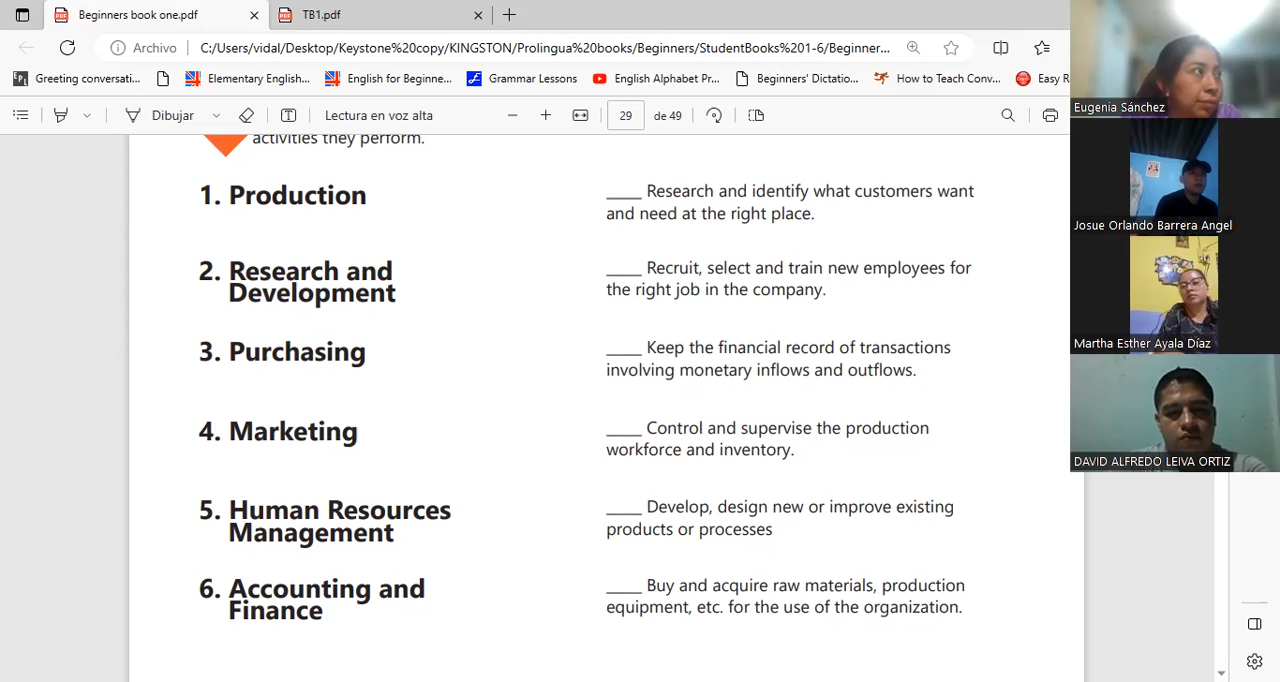 Beginners book one.pdf
TB1.pdf
Archivo
C:/Users/vidal/Desktop/Keystone%20copy/KINGSTON/Prolingua%20books/Beginners/StudentBooks%201-6/Beginner...
Greeting conversati...
Elementary English...
English for Beginne...
Grammar Lessons
English Alphabet Pr...
Beginners' Dictatio...
How to Teach Conv...
Easy R
Dibujar
Lectura en voz alta
29
de 49
activities they perform.
1. Production
____ Research and identify what customers want
and need at the right place.
2. Research and
Development
____ Recruit, select and train new employees for
the right job in the company.
3. Purchasing
____ Keep the financial record of transactions
involving monetary inflows and outflows.
4. Marketing
____ Control and supervise the production
workforce and inventory.
5. Human Resources
Management
____ Develop, design new or improve existing
products or processes
6. Accounting and
Finance
____ Buy and acquire raw materials, production
equipment, etc. for the use of the organization.
Eugenia Sánchez
Josue Orlando Barrera Angel
Martha Esther Ayala Díaz
DAVID ALFREDO LEIVA ORTIZ